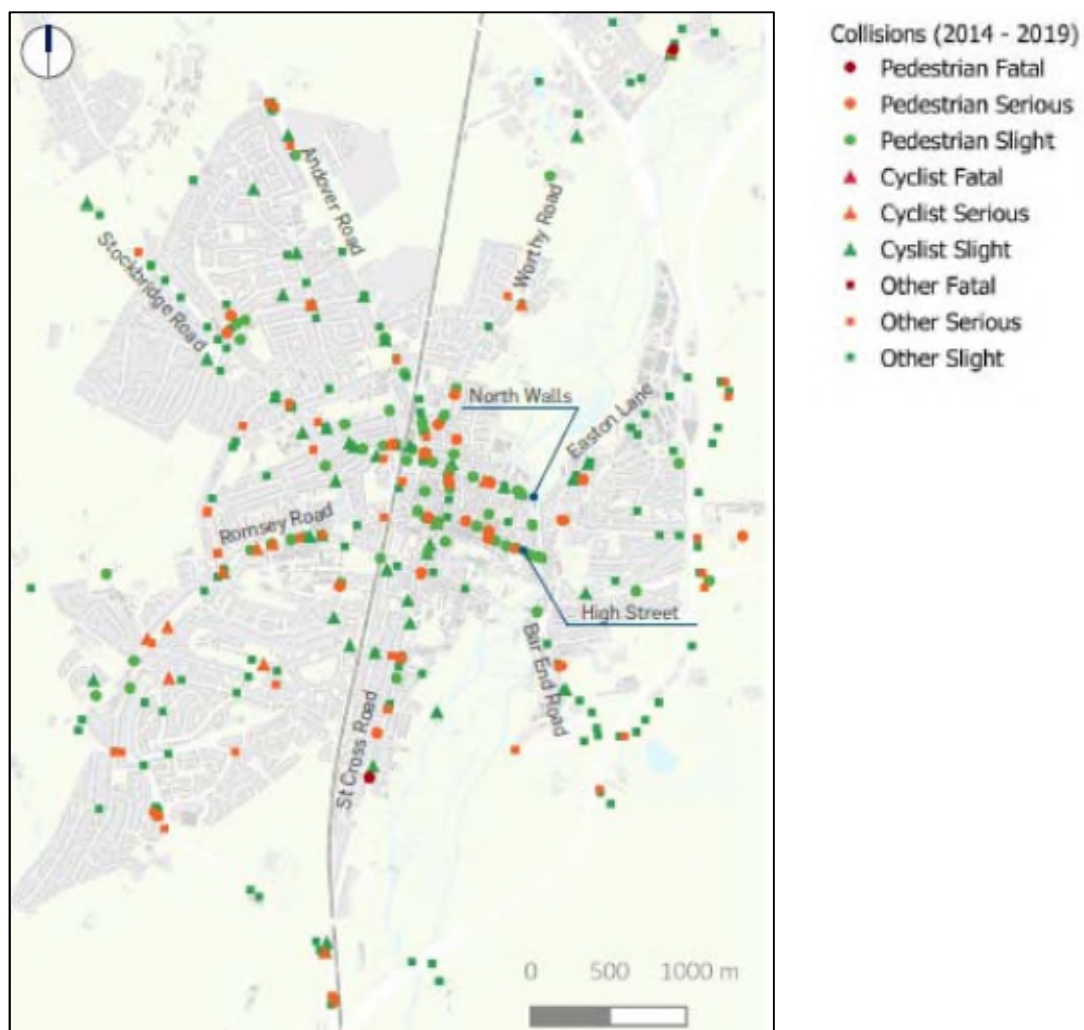 Collisions (2014 - 2019)
Pedestrian Fatal
Pedestrian Serious
Pedestrian Slight
Cyclist Fatal
Cyclist Serious
Cyslist Slight
Other Fatal
Other Serious
Other Slight
Andover Road
Worthy Road
Stockbridge Road
North Walls
Easton Lane
Romsey Road
High Street
Bar End Road
St Cross Road
0 500 1000 m